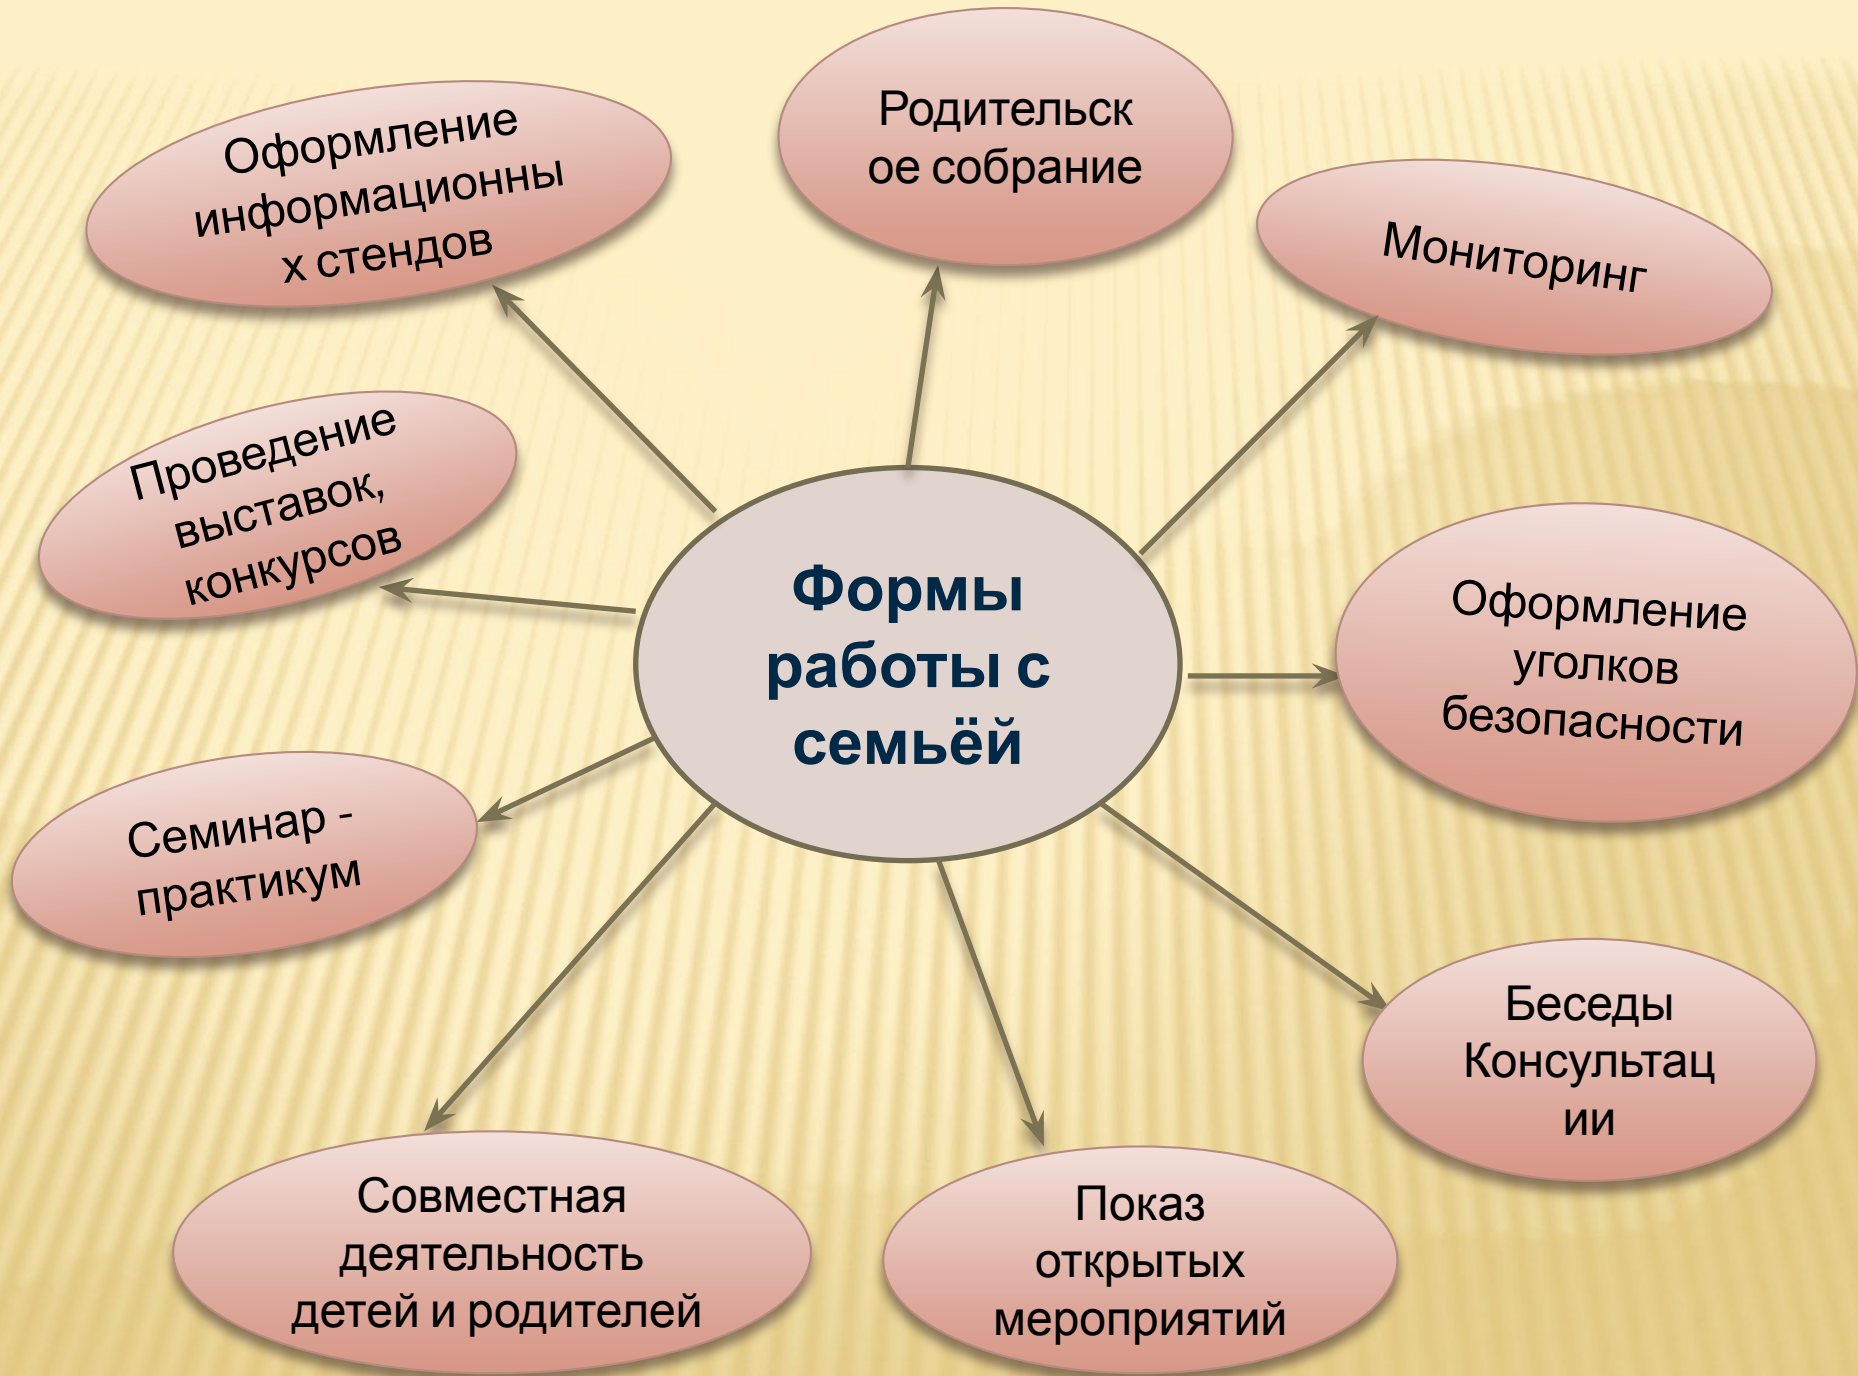 Оформление
информационны
х стендов
Родительск
ое собрание
Мониторинг
Проведение
выставок,
конкурсов
Формы
работы с
семьёй
Оформление
уголков
безопасности
Семинар -
практикум
Беседы
Консультац
ии
Совместная
деятельность
детей и родителей
Показ
открытых
мероприятий